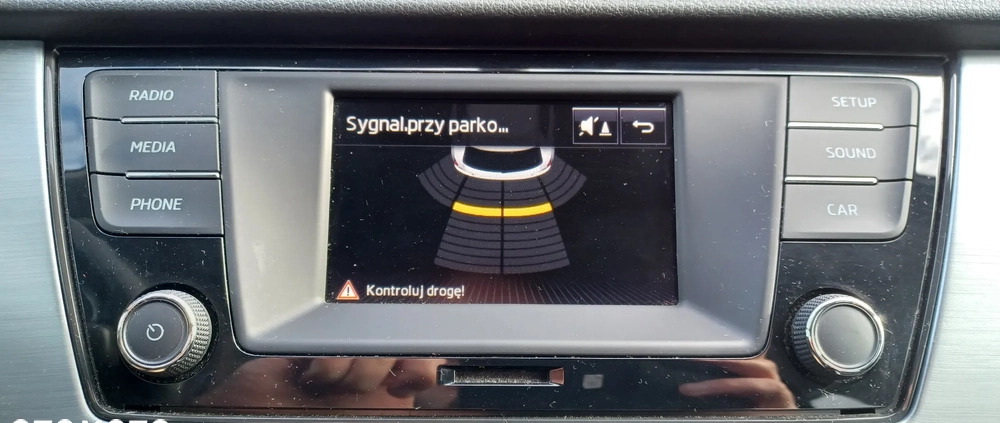 RADIO
MEDIA
PHONE
Sygnal.przy parko...
Kontroluj drogę!
SETUP
SOUND
CAR